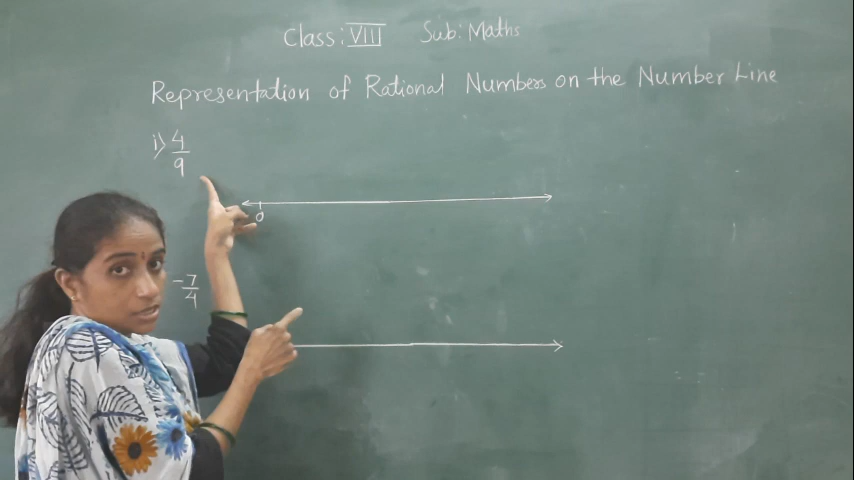 Class: VIII Sub: Maths
Representation of Rational Numbers on the Number Line
i) 4/9
0
-7/4